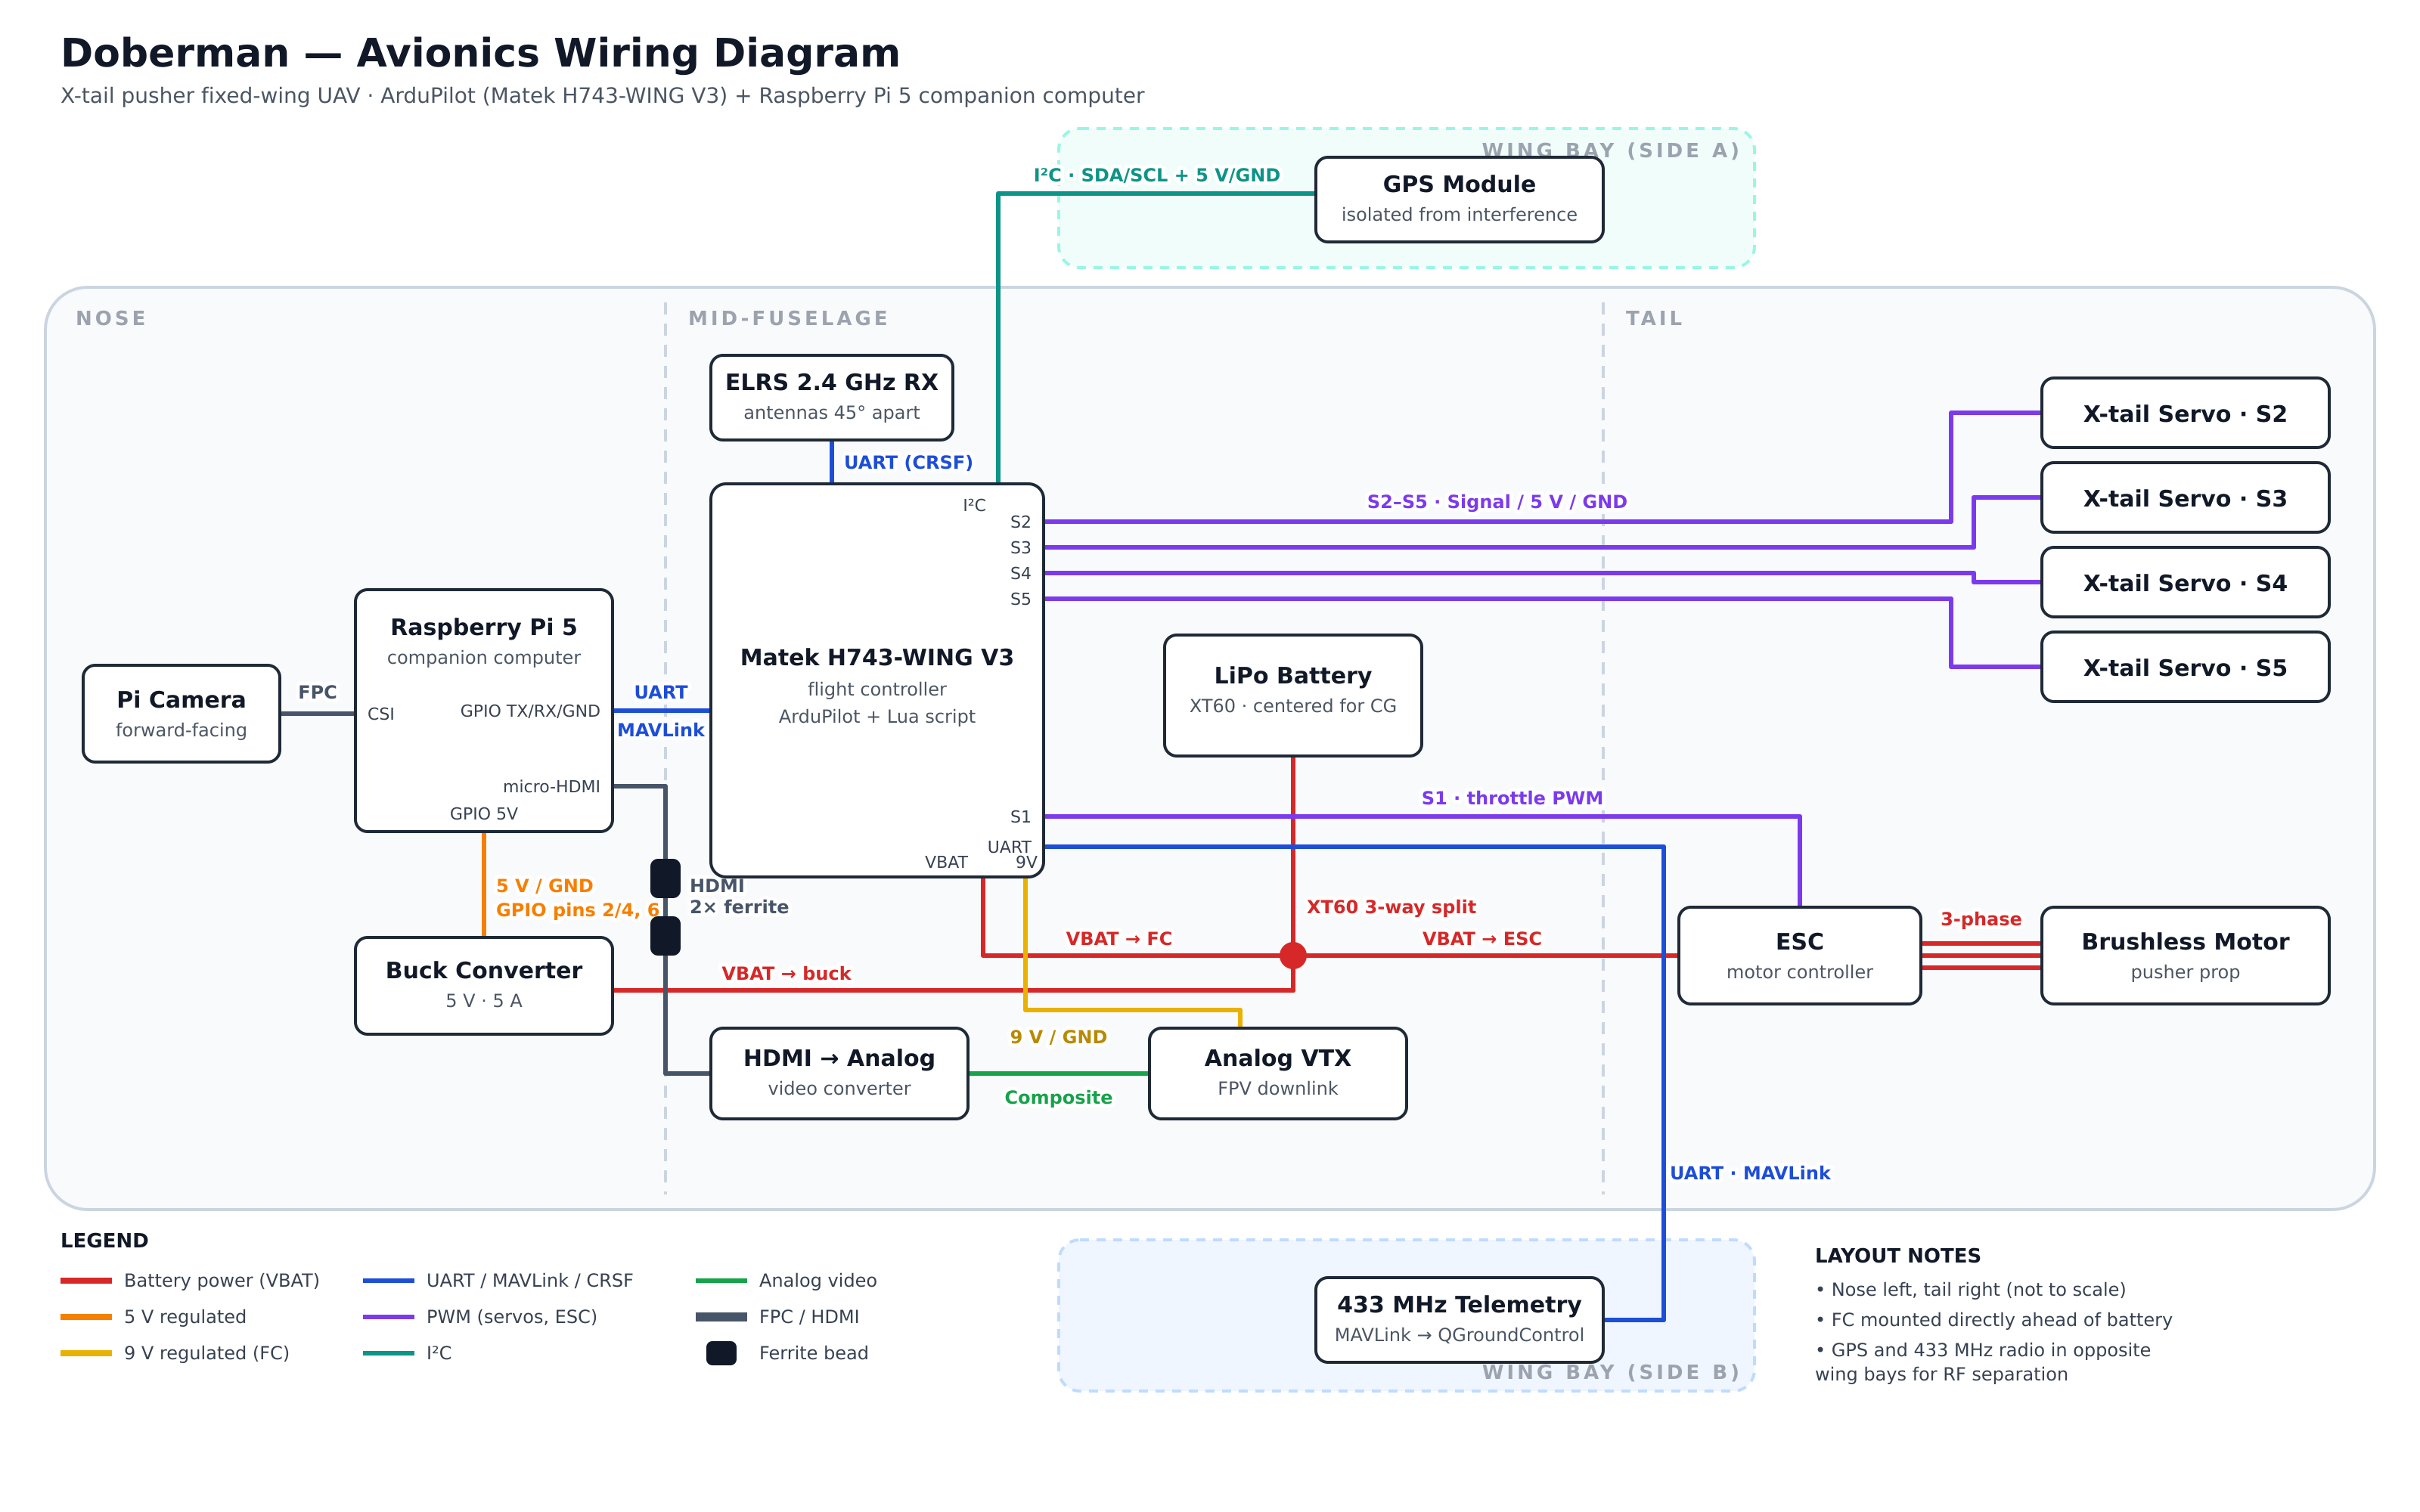 Doberman — Avionics Wiring Diagram
X-tail pusher fixed-wing UAV · ArduPilot (Matek H743-WING V3) + Raspberry Pi 5 companion computer
WING BAY (SIDE A)
I²C · SDA/SCL + 5 V/GND
GPS Module
isolated from interference
NOSE
MID-FUSELAGE
TAIL
ELRS 2.4 GHz RX
antennas 45° apart
UART (CRSF)
X-tail Servo · S2
X-tail Servo · S3
X-tail Servo · S4
X-tail Servo · S5
S2–S5 · Signal / 5 V / GND
I²C
S2
S3
S4
S5
Matek H743-WING V3
flight controller
ArduPilot + Lua script
S1
UART
VBAT
9V
Raspberry Pi 5
companion computer
CSI
GPIO TX/RX/GND
micro-HDMI
GPIO 5V
Pi Camera
forward-facing
FPC
UART
MAVLink
LiPo Battery
XT60 · centered for CG
S1 · throttle PWM
5 V / GND
GPIO pins 2/4, 6
HDMI
2× ferrite
XT60 3-way split
VBAT → FC
VBAT → ESC
VBAT → buck
ESC
motor controller
3-phase
Brushless Motor
pusher prop
Buck Converter
5 V · 5 A
9 V / GND
HDMI → Analog
video converter
Composite
Analog VTX
FPV downlink
UART · MAVLink
LEGEND
Battery power (VBAT)
5 V regulated
9 V regulated (FC)
UART / MAVLink / CRSF
PWM (servos, ESC)
I²C
Analog video
FPC / HDMI
Ferrite bead
433 MHz Telemetry
MAVLink → QGroundControl
WING BAY (SIDE B)
LAYOUT NOTES
• Nose left, tail right (not to scale)
• FC mounted directly ahead of battery
• GPS and 433 MHz radio in opposite
wing bays for RF separation